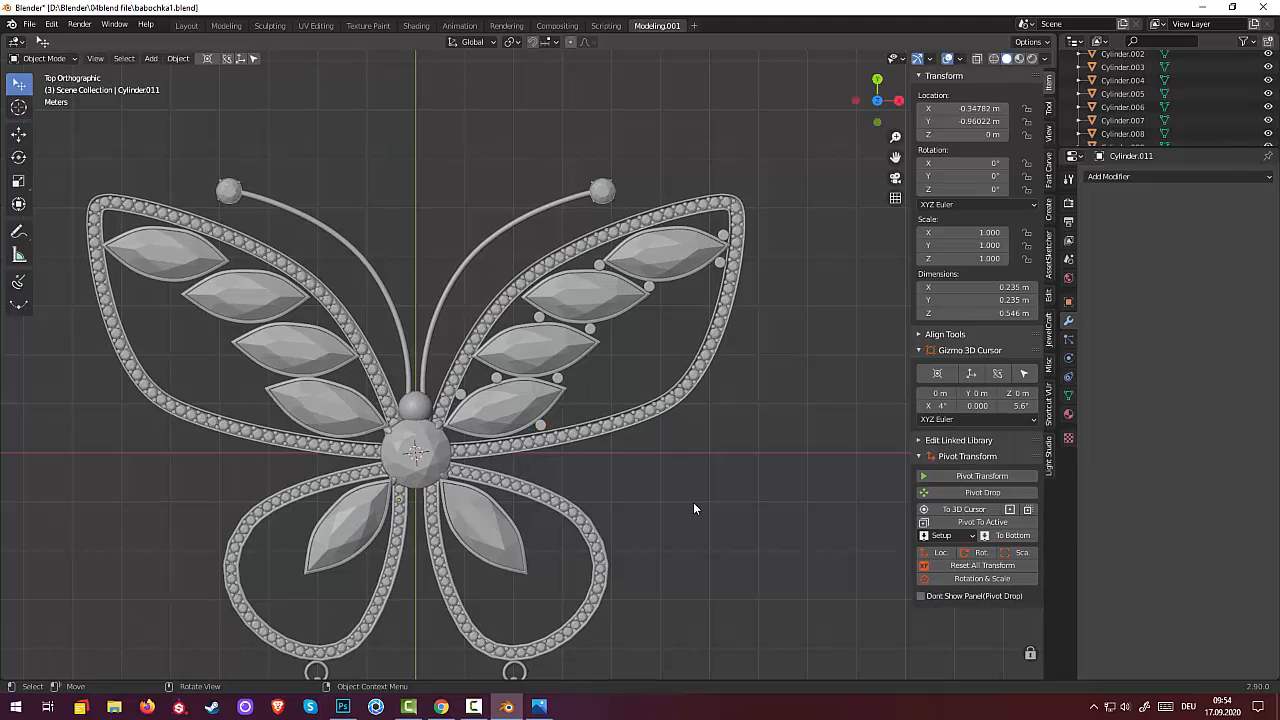 Blender* [D:\Blender\04blend file\babochka1.blend]
File Edit Render Window Help Layout Modeling Sculpting UV Editing Texture Paint Shading Animation Rendering Compositing Scripting Modeling.001 + Scene View Layer
Global Options
Object Mode View Select Add Object
Top Orthographic
(3) Scene Collection | Cylinder.011
Meters
Y
X
Z
Transform
Location:
X -0.34782 m
Y -0.96022 m
Z 0 m
Rotation:
X 0°
Y 0°
Z 0°
XYZ Euler
Scale:
X 1.000
Y 1.000
Z 1.000
Dimensions:
X 0.235 m
Y 0.235 m
Z 0.546 m
Align Tools
Gizmo 3D Cursor
0 m Y 0 m Z 0 m
X 4° 0.000 5.6°
XYZ Euler
Edit Linked Library
Pivot Transform
Pivot Transform
Pivot Drop
To 3D Cursor
Pivot To Active
Setup To Bottom
Loc. Rot. Sca.
Reset All Transform
Rotation & Scale
Dont Show Panel(Pivot Drop)
Item
Tool
View
Fast Carve
Create
AssetSketcher
Edit
JewelCraft
Misc
Shortcut VUr
Light Studio
Cylinder.002
Cylinder.003
Cylinder.004
Cylinder.005
Cylinder.006
Cylinder.007
Cylinder.008
Cylinder.011
Add Modifier
Select Move Rotate View Object Context Menu 2.90.0
DEU
09:54
17.09.2020